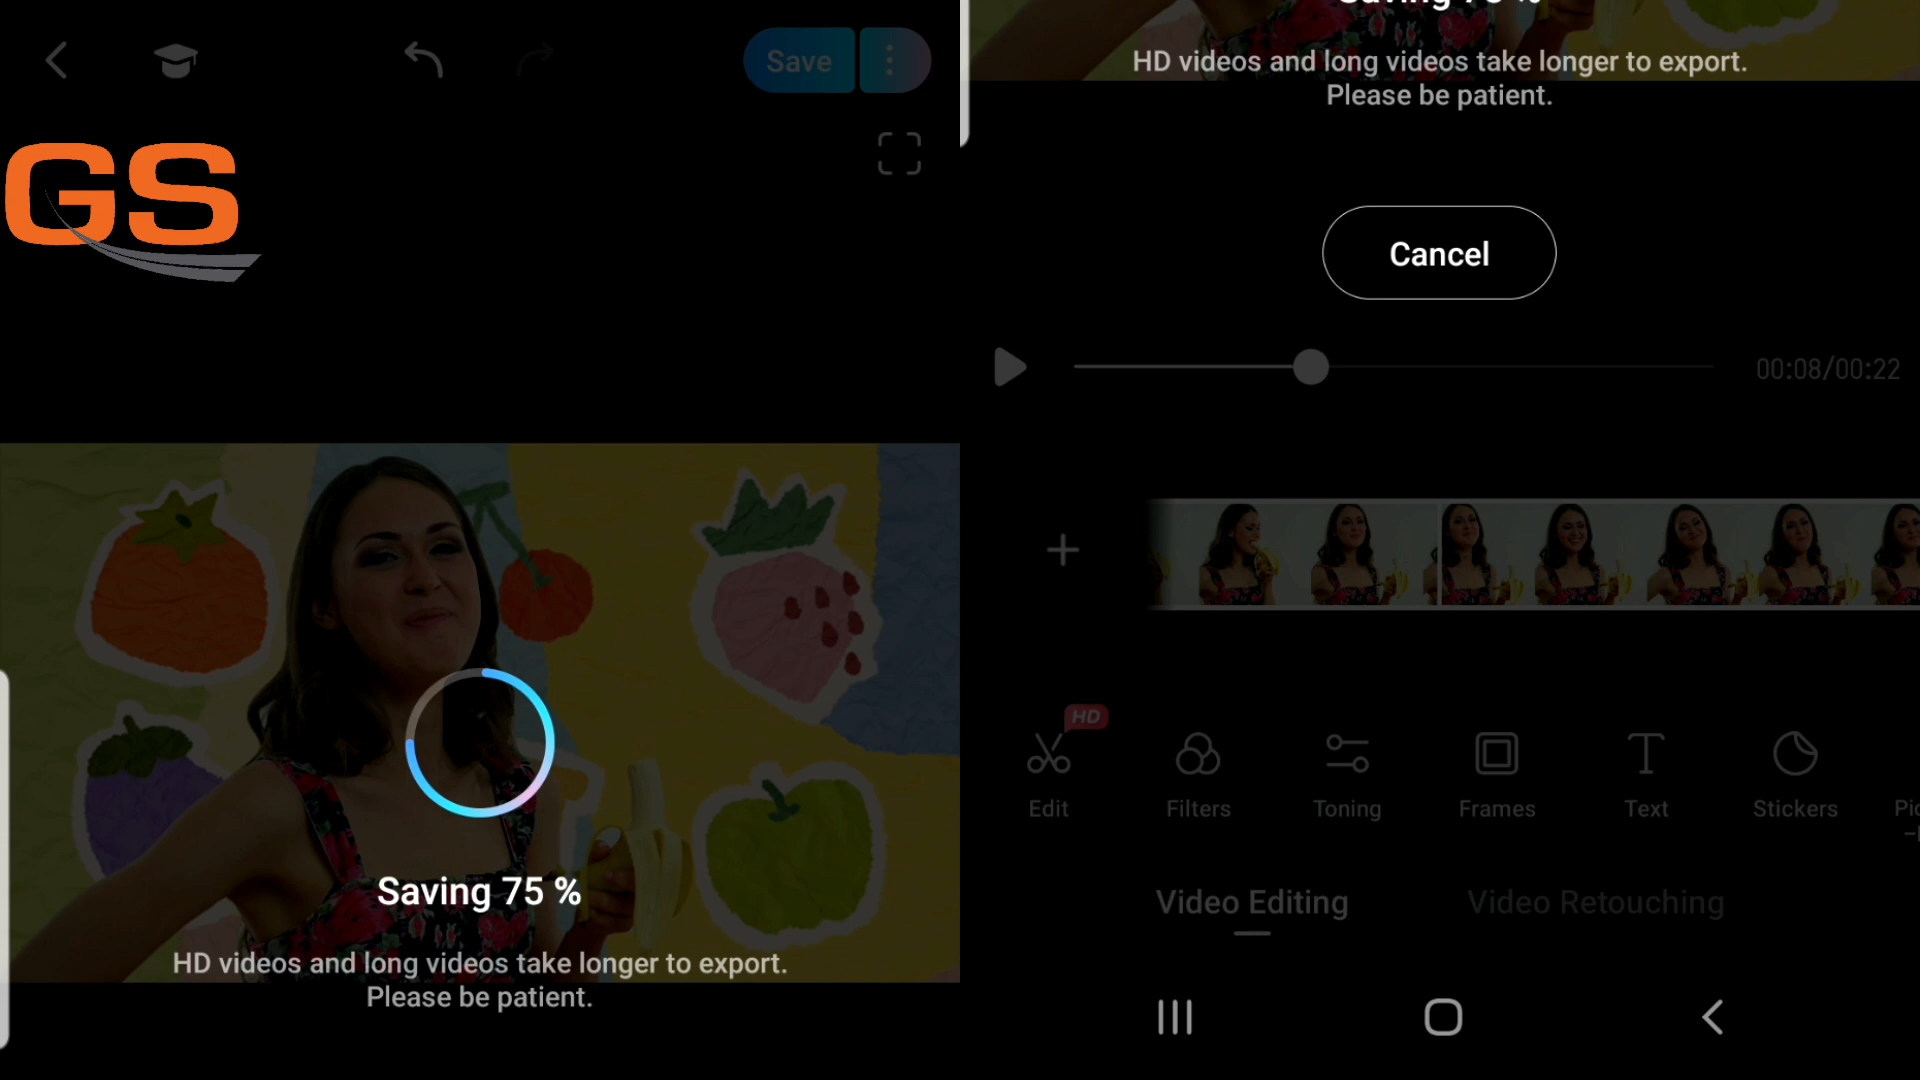 Save
GS
Saving 75 %
HD videos and long videos take longer to export.
Please be patient.
HD videos and long videos take longer to export.
Please be patient.
Cancel
00:08/00:22
HD
Edit
Filters
Toning
Frames
Text
Stickers
Video Editing
Video Retouching